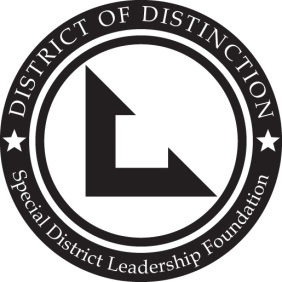 DISTRICT OF DISTINCTION
Special District Leadership Foundation